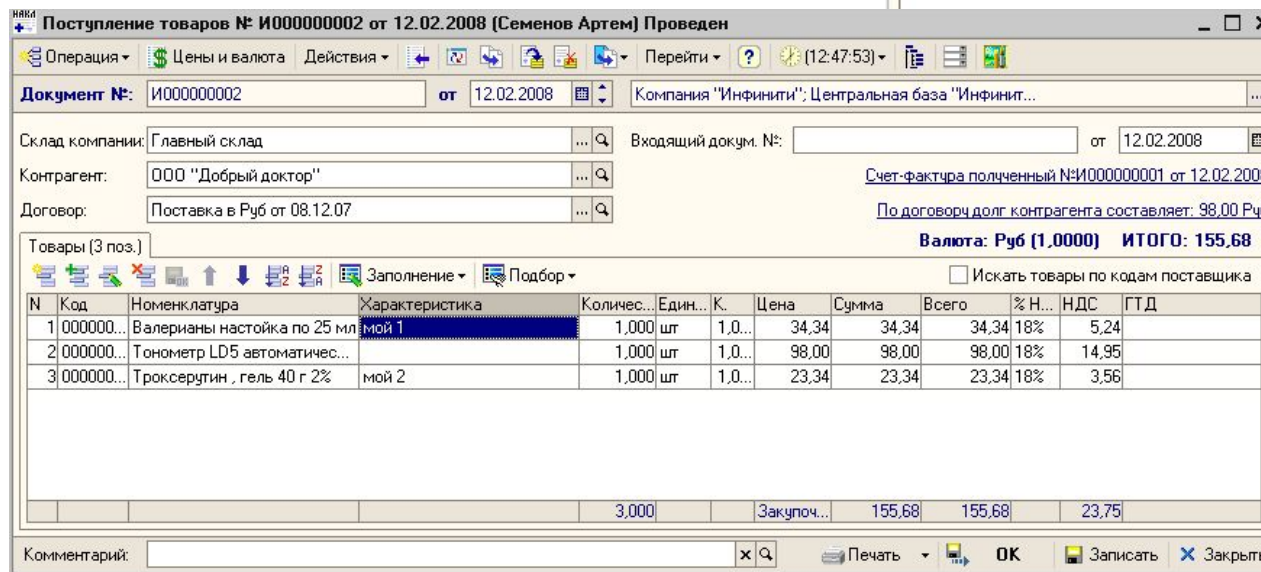 НАКЛ
Поступление товаров № И000000002 от 12.02.2008 (Семенов Артем) Проведен
Операция Цены и валюта Действия Перейти ? (12:47:53)
Документ №: И000000002 от 12.02.2008 Компания "Инфинити"; Центральная база "Инфинит...
Склад компании: Главный склад ... Входящий докум. №: от 12.02.2008
Контрагент: ООО "Добрый доктор" ... Счет-фактура полученный №И000000001 от 12.02.200
Договор: Поставка в Руб от 08.12.07 ... По договору долг контрагента составляет: 98,00 Ру
Валюта: Руб (1,0000) ИТОГО: 155,68
Товары (3 поз.)
Заполнение Подбор Искать товары по кодам поставщика
N Код Номенклатура Характеристика Количес... Един... К. Цена Сумма Всего % Н... НДС ГТД
1 000000... Валерианы настойка по 25 мл мой 1 1,000 шт 1,0... 34,34 34,34 34,34 18% 5,24
2 000000... Тонометр LD5 автоматичес... 1,000 шт 1,0... 98,00 98,00 98,00 18% 14,95
3 000000... Троксерутин , гель 40 г 2% мой 2 1,000 шт 1,0... 23,34 23,34 23,34 18% 3,56
3,000 Закупоч... 155,68 155,68 23,75
Комментарий: Печать OK Записать Закрыть